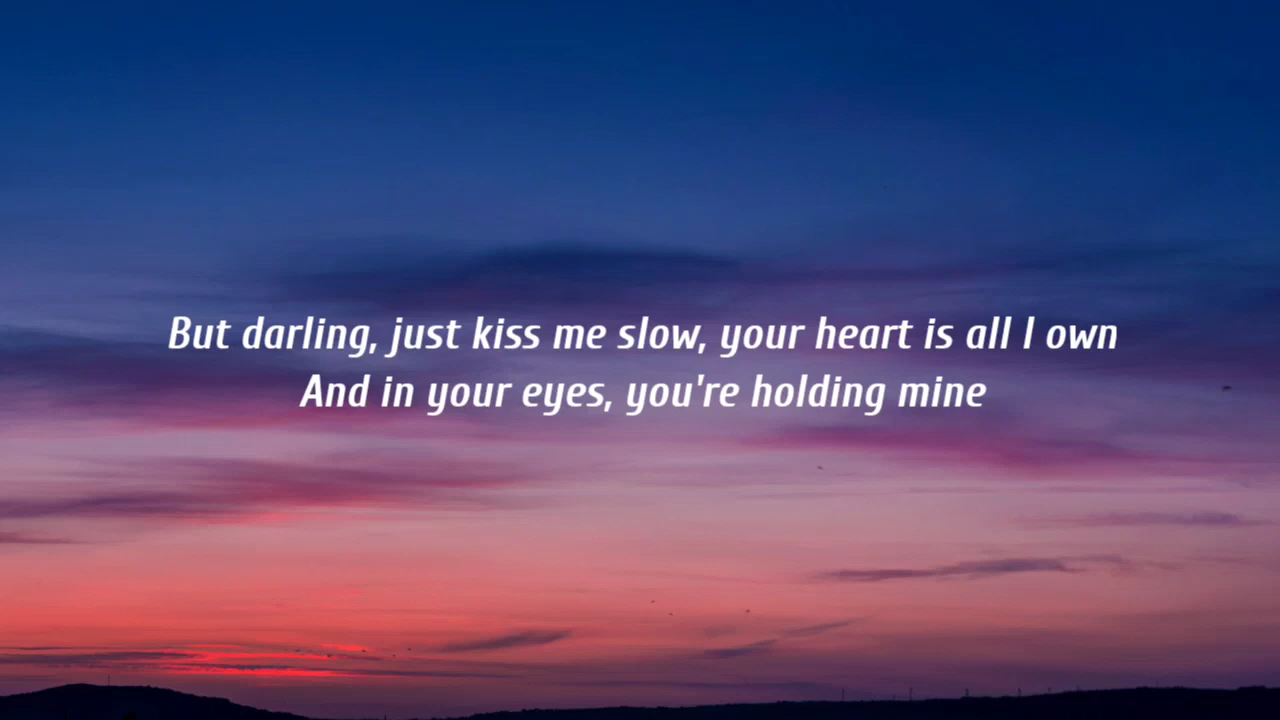 But darling, just kiss me slow, your heart is all I own
And in your eyes, you're holding mine